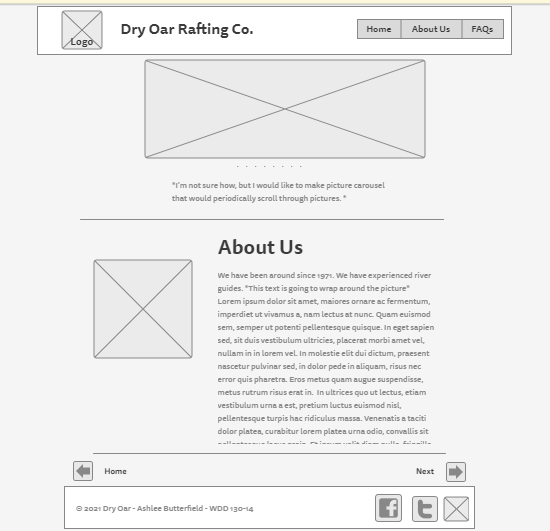 Logo
Dry Oar Rafting Co.
Home About Us FAQs
"I'm not sure how, but I would like to make picture carousel
that would periodically scroll through pictures. "
About Us
We have been around since 1971. We have experienced river
guides. "This text is going to wrap around the picture"
Lorem ipsum dolor sit amet, maiores ornare ac fermentum,
imperdiet ut vivamus a, nam lectus at nunc. Quam euismod
sem, semper ut potenti pellentesque quisque. In eget sapien
sed, sit duis vestibulum ultricies, placerat morbi amet vel,
nullam in in lorem vel. In molestie elit dui dictum, praesent
nascetur pulvinar sed, in dolor pede in aliquam, risus nec
error quis pharetra. Eros metus quam augue suspendisse,
metus rutrum risus erat in. In ultrices quo ut lectus, etiam
vestibulum urna a est, pretium luctus euismod nisl,
pellentesque turpis hac ridiculus massa. Venenatis a taciti
dolor platea, curabitur lorem platea urna odio, convallis sit
Home Next
© 2021 Dry Oar - Ashlee Butterfield - WDD 130-14